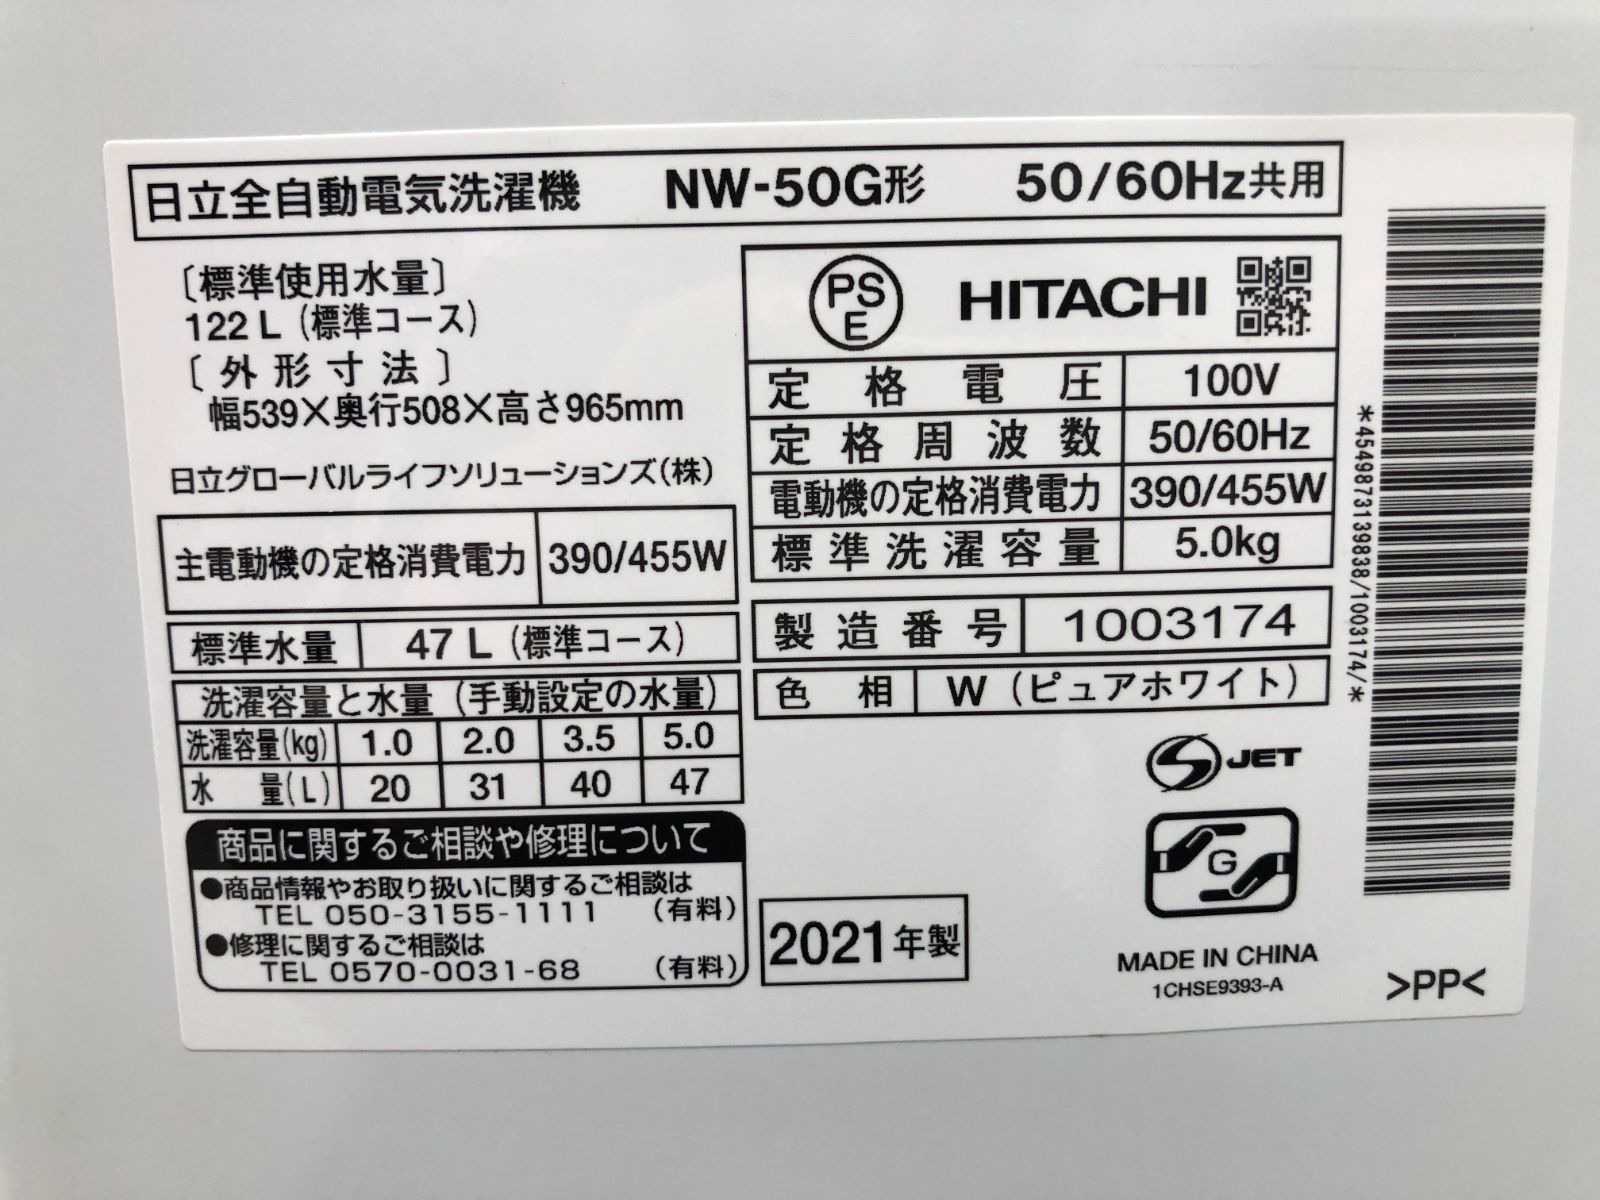 日立全自動電気洗濯機 NW-50G形 50/60Hz共用
〔標準使用水量〕
122 L (標準コース)
〔外形寸法〕
幅539×奥行508×高さ965mm
日立グローバルライフソリューションズ(株)
主電動機の定格消費電力 390/455W
標準水量 47 L (標準コース)
洗濯容量と水量 (手動設定の水量)
洗濯容量(kg) 1.0 2.0 3.5 5.0
水量(L) 20 31 40 47
商品に関するご相談や修理について
●商品情報やお取り扱いに関するご相談は
TEL 050-3155-1111 (有料)
●修理に関するご相談は
TEL 0570-0031-68 (有料)
PS
E
HITACHI
定格電圧 100V
定格周波数 50/60Hz
電動機の定格消費電力 390/455W
標準洗濯容量 5.0kg
製造番号 1003174
色相 W (ピュアホワイト)
S JET
G
2021年製
MADE IN CHINA
1CHSE9393-A
*4549873139838/1003174/*
>PP<